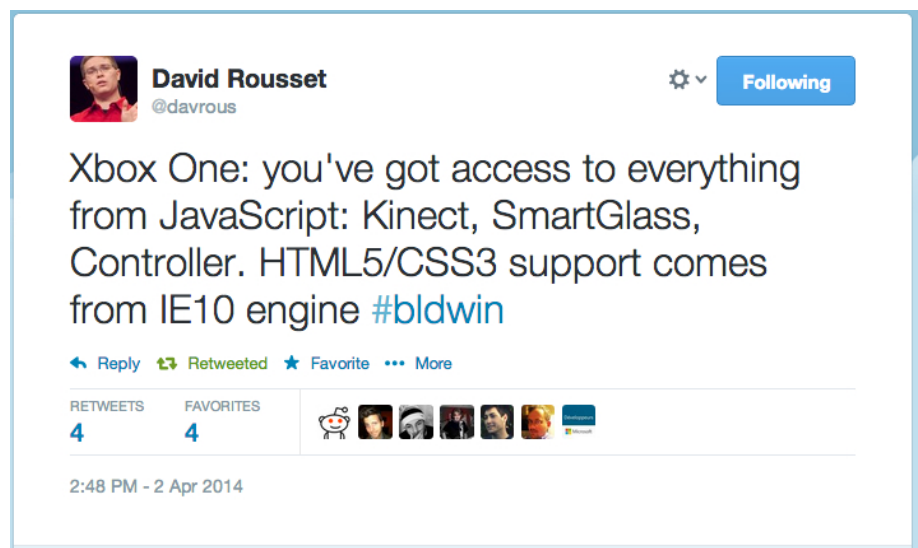 David Rousset
@davrous
Following
Xbox One: you've got access to everything
from JavaScript: Kinect, SmartGlass,
Controller. HTML5/CSS3 support comes
from IE10 engine #bldwin
Reply Retweeted Favorite More
RETWEETS FAVORITES
4 4
Microsoft
2:48 PM - 2 Apr 2014